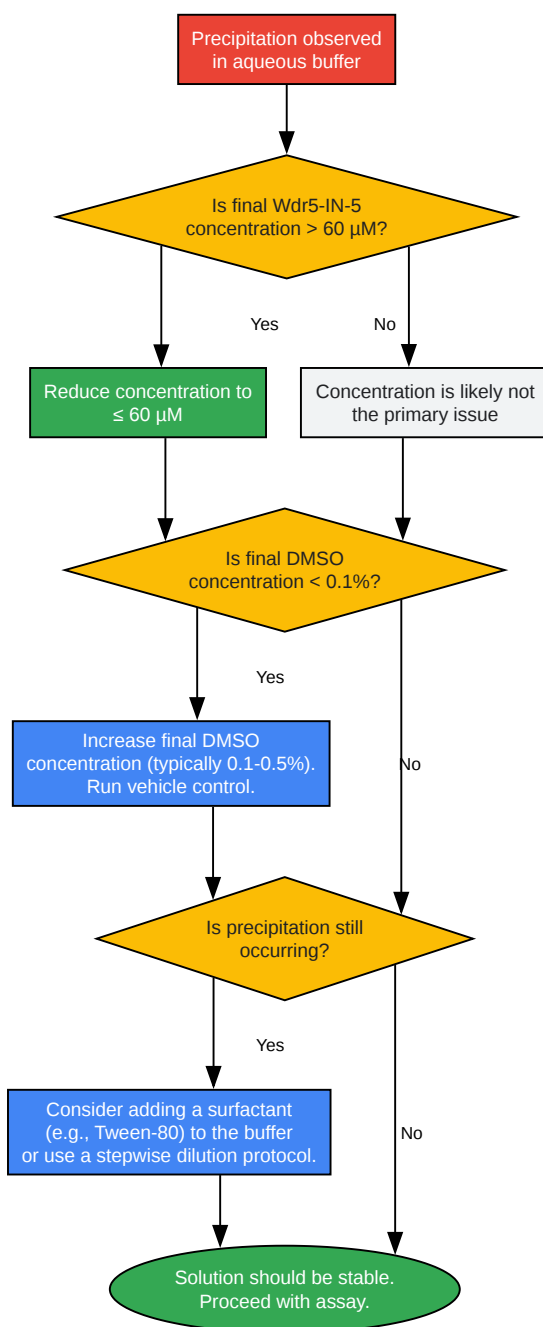 Precipitation observed
in aqueous buffer
Is final Wdr5-IN-5
concentration > 60 µM?
Yes
No
Reduce concentration to
≤ 60 µM
Concentration is likely not
the primary issue
Is final DMSO
concentration < 0.1%?
Yes
Increase final DMSO
concentration (typically 0.1-0.5%).
Run vehicle control.
No
Is precipitation still
occurring?
Yes
Consider adding a surfactant
(e.g., Tween-80) to the buffer
or use a stepwise dilution protocol.
No
Solution should be stable.
Proceed with assay.